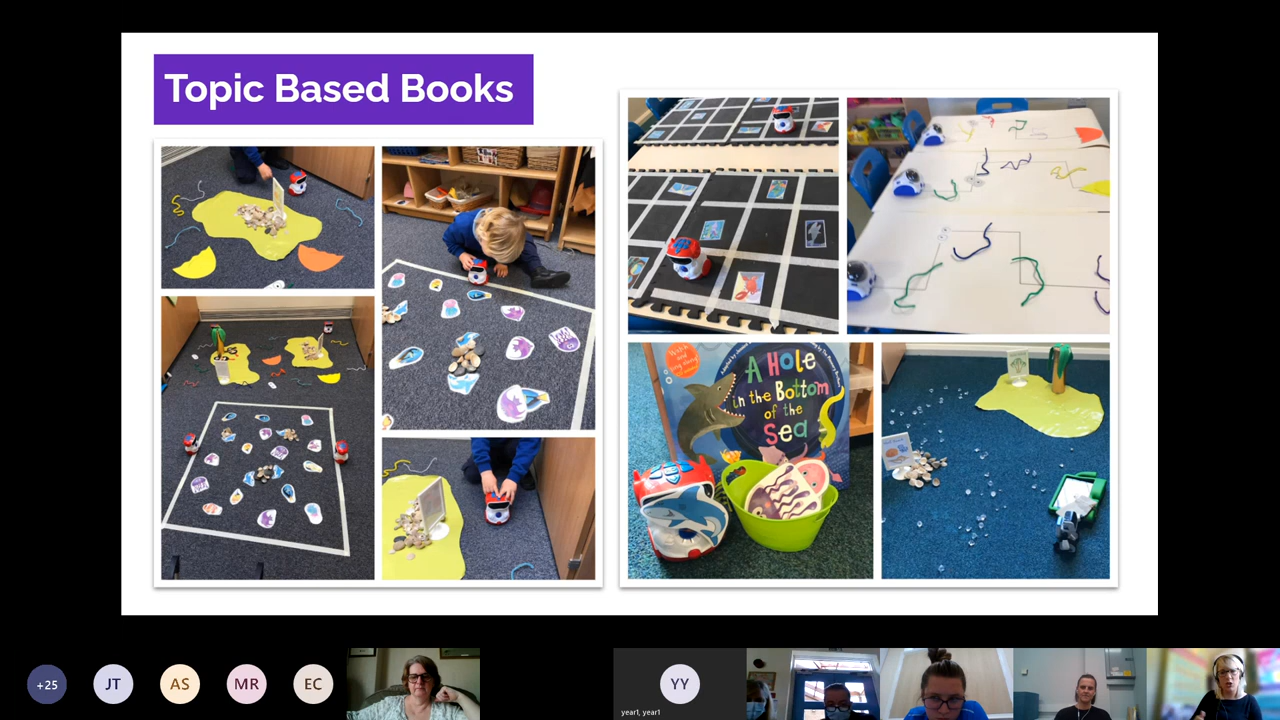 Topic Based Books
A Hole
in the Bottom
of the
Sea
+25
JT
AS
MR
EC
YY
year1, year1